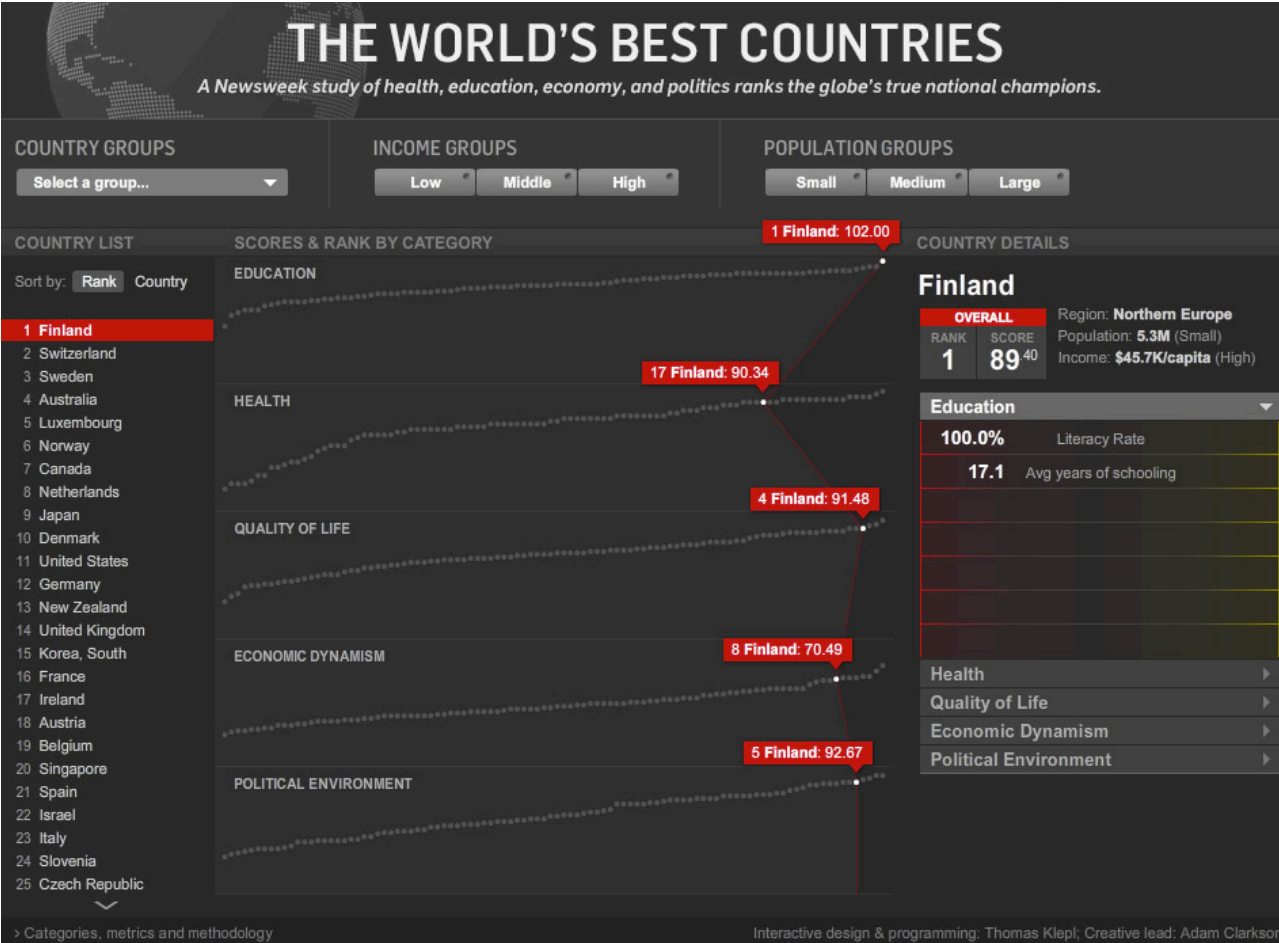 THE WORLD'S BEST COUNTRIES
A Newsweek study of health, education, economy, and politics ranks the globe's true national champions.
COUNTRY GROUPS
Select a group...
INCOME GROUPS
Low Middle High
POPULATION GROUPS
Small Medium Large
COUNTRY LIST
Sort by: Rank Country
1 Finland
2 Switzerland
3 Sweden
4 Australia
5 Luxembourg
6 Norway
7 Canada
8 Netherlands
9 Japan
10 Denmark
11 United States
12 Germany
13 New Zealand
14 United Kingdom
15 Korea, South
16 France
17 Ireland
18 Austria
19 Belgium
20 Singapore
21 Spain
22 Israel
23 Italy
24 Slovenia
25 Czech Republic
SCORES & RANK BY CATEGORY
1 Finland: 102.00
EDUCATION
17 Finland: 90.34
HEALTH
4 Finland: 91.48
QUALITY OF LIFE
8 Finland: 70.49
ECONOMIC DYNAMISM
5 Finland: 92.67
POLITICAL ENVIRONMENT
COUNTRY DETAILS
Finland
OVERALL
RANK SCORE
1 89.40
Region: Northern Europe
Population: 5.3M (Small)
Income: $45.7K/capita (High)
Education
100.0% Literacy Rate
17.1 Avg years of schooling
Health
Quality of Life
Economic Dynamism
Political Environment
› Categories, metrics and methodology
Interactive design & programming: Thomas Klepl; Creative lead: Adam Clarkson